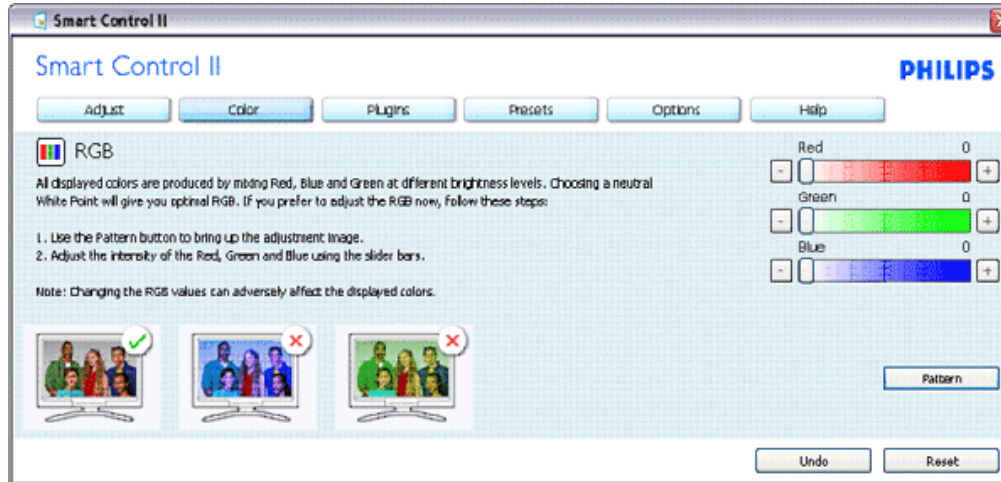 Smart Control II
Smart Control II
PHILIPS
Adjust
Color
Plugins
Presets
Options
Help
RGB
All displayed colors are produced by mixing Red, Blue and Green at different brightness levels. Choosing a neutral
White Point will give you optimal RGB. If you prefer to adjust the RGB now, follow these steps:
1. Use the Pattern button to bring up the adjustment image.
2. Adjust the intensity of the Red, Green and Blue using the slider bars.
Note: Changing the RGB values can adversely affect the displayed colors.
Red 0
- +
Green 0
- +
Blue 0
- +
Pattern
Undo
Reset